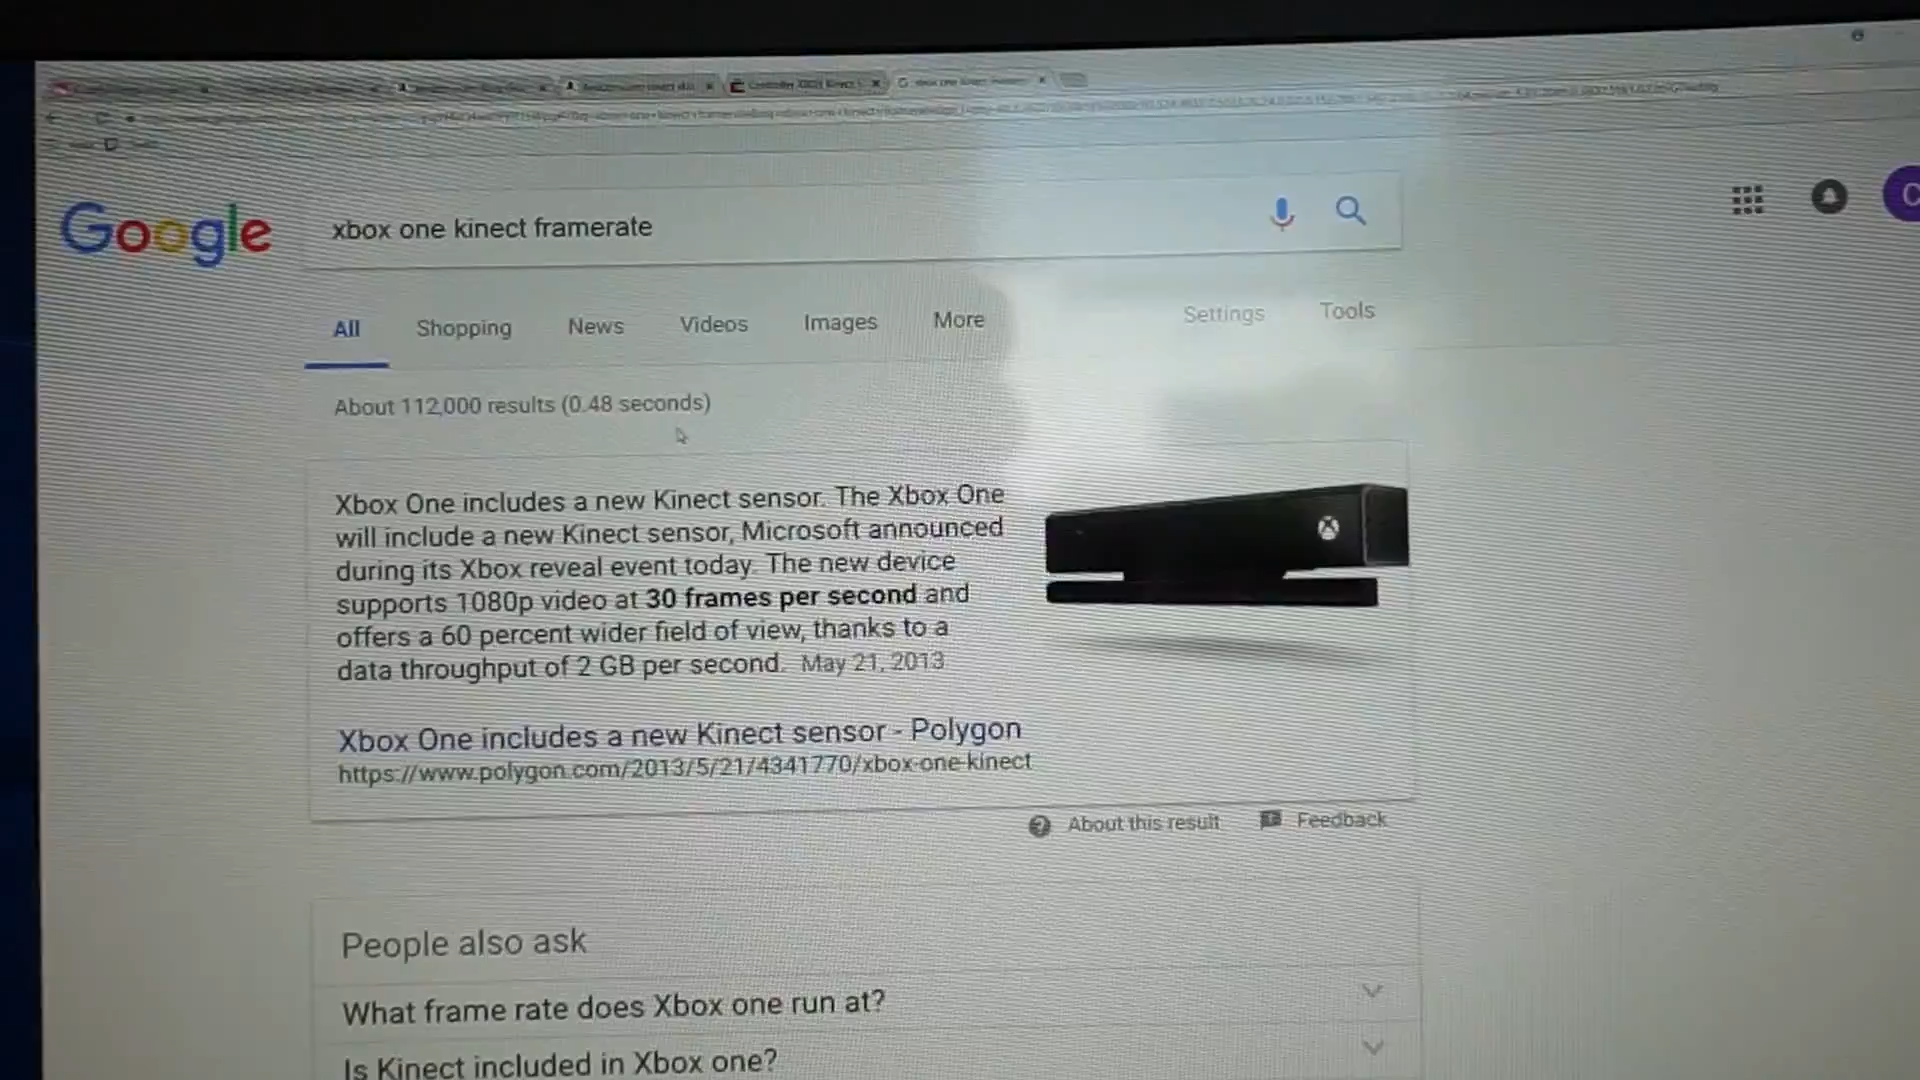 Google
xbox one kinect framerate
All Shopping News Videos Images More Settings Tools
About 112,000 results (0.48 seconds)
Xbox One includes a new Kinect sensor. The Xbox One
will include a new Kinect sensor, Microsoft announced
during its Xbox reveal event today. The new device
supports 1080p video at 30 frames per second and
offers a 60 percent wider field of view, thanks to a
data throughput of 2 GB per second. May 21, 2013
Xbox One includes a new Kinect sensor - Polygon
https://www.polygon.com/2013/5/21/4341770/xbox-one-kinect
About this result Feedback
People also ask
What frame rate does Xbox one run at?
Is Kinect included in Xbox one?